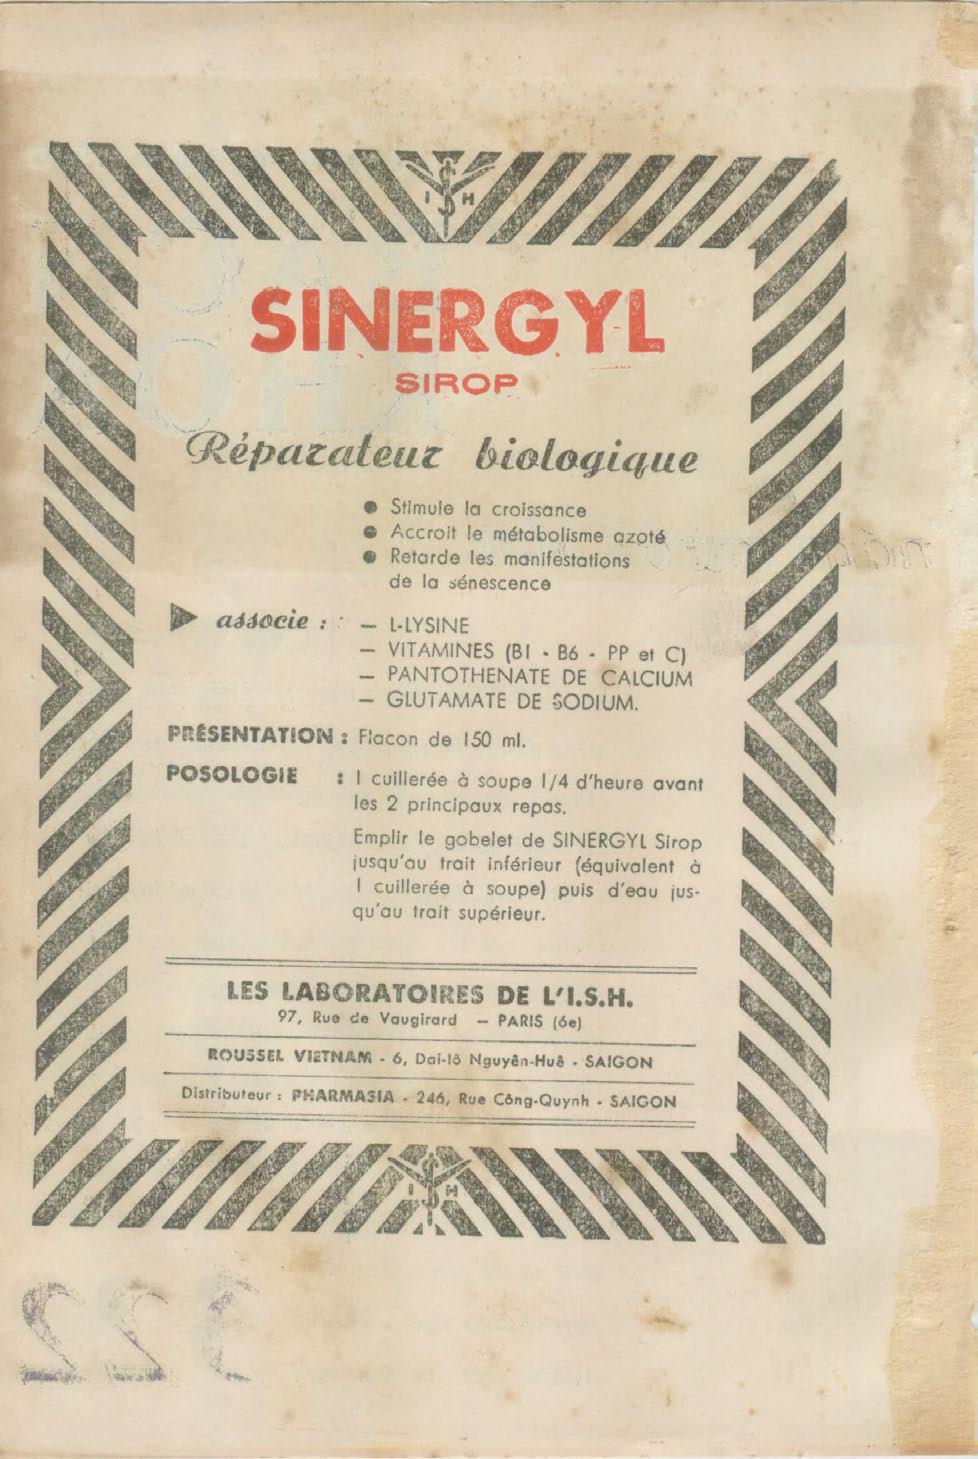 I S H
SINERGYL
SIROP
Réparateur biologique
● Stimule la croissance
● Accroit le métabolisme azoté
● Retarde les manifestations
de la sénescence
▶ associe : — L-LYSINE
— VITAMINES (B1 - B6 - PP et C)
— PANTOTHENATE DE CALCIUM
— GLUTAMATE DE SODIUM.
PRÉSENTATION : Flacon de 150 ml.
POSOLOGIE : 1 cuillerée à soupe 1/4 d'heure avant
les 2 principaux repas.
Emplir le gobelet de SINERGYL Sirop
jusqu'au trait inférieur (équivalent à
1 cuillerée à soupe) puis d'eau jus-
qu'au trait supérieur.
LES LABORATOIRES DE L'I.S.H.
97, Rue de Vaugirard — PARIS (6e)
ROUSSEL VIETNAM - 6, Dai-lô Nguyên-Huê - SAIGON
Distributeur : PHARMASIA - 246, Rue Công-Quynh - SAIGON
I S H
322